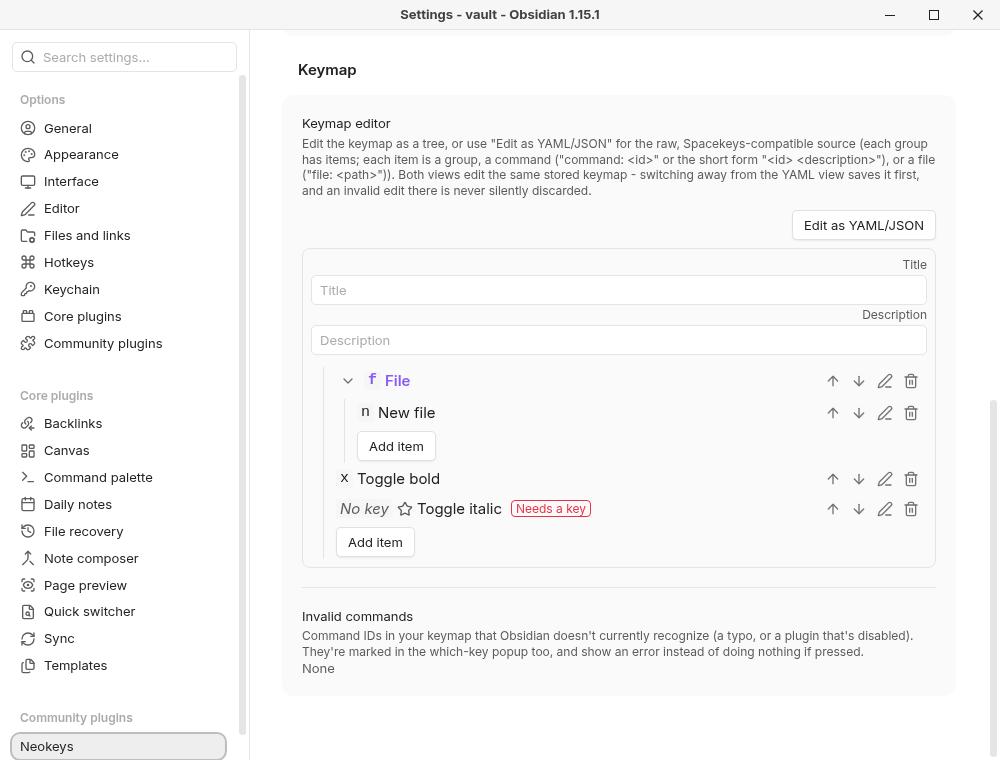 Settings - vault - Obsidian 1.15.1
Search settings...
Options
General
Appearance
Interface
Editor
Files and links
Hotkeys
Keychain
Core plugins
Community plugins
Core plugins
Backlinks
Canvas
Command palette
Daily notes
File recovery
Note composer
Page preview
Quick switcher
Sync
Templates
Community plugins
Neokeys
Keymap
Keymap editor
Edit the keymap as a tree, or use "Edit as YAML/JSON" for the raw, Spacekeys-compatible source (each group
has items; each item is a group, a command ("command: <id>" or the short form "<id> <description>"), or a file
("file: <path>")). Both views edit the same stored keymap - switching away from the YAML view saves it first,
and an invalid edit there is never silently discarded.
Edit as YAML/JSON
Title
Title
Description
Description
f File
n New file
Add item
x Toggle bold
No key Toggle italic Needs a key
Add item
Invalid commands
Command IDs in your keymap that Obsidian doesn't currently recognize (a typo, or a plugin that's disabled).
They're marked in the which-key popup too, and show an error instead of doing nothing if pressed.
None